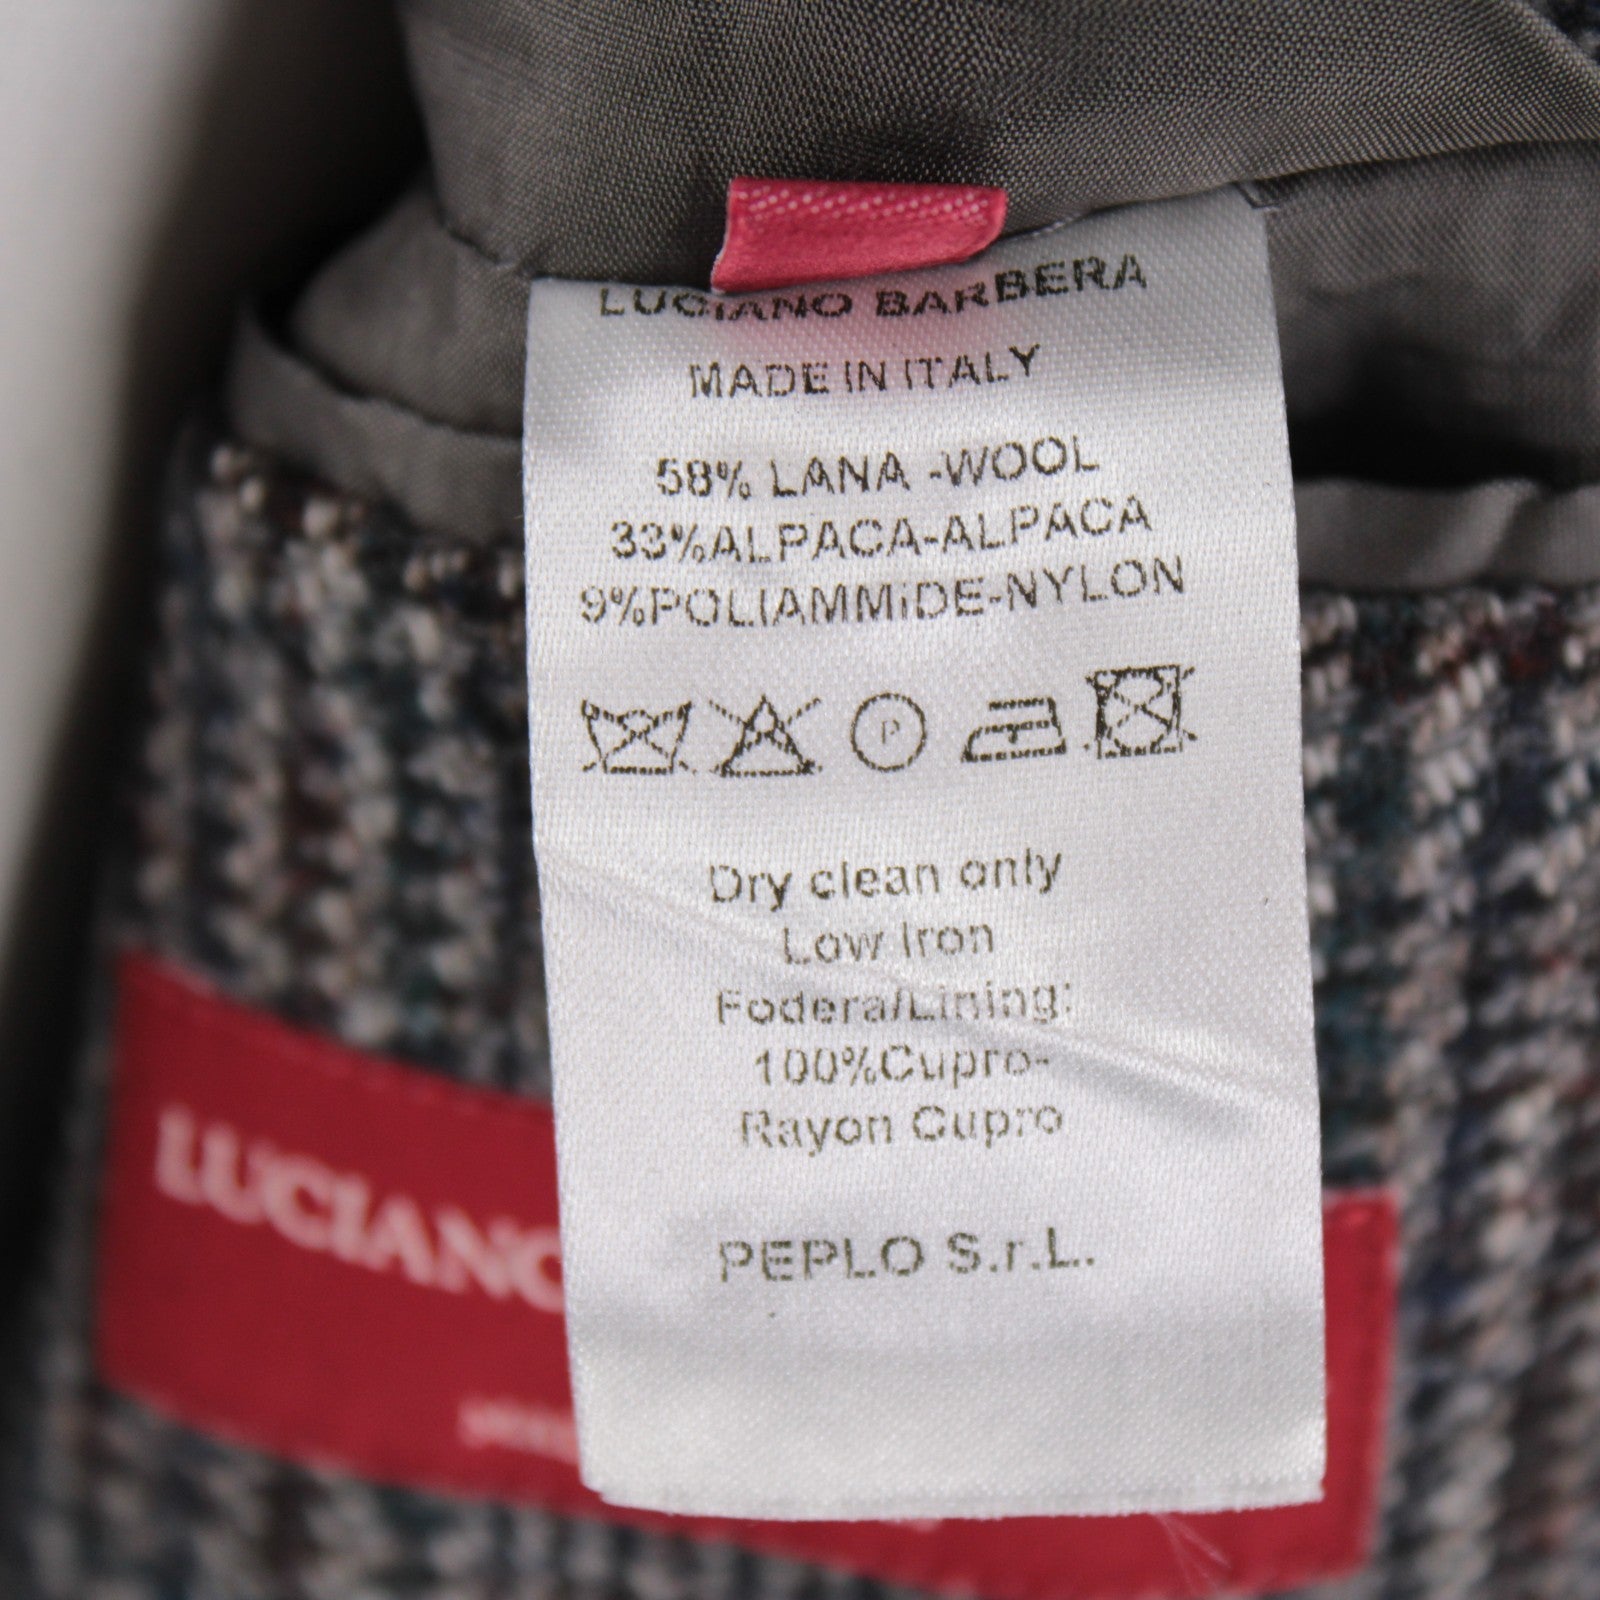 LUCIANO BARBERA
MADE IN ITALY
58% LANA -WOOL
33%ALPACA-ALPACA
9%POLIAMMiDE-NYLON
P
Dry clean only
Low Iron
Fodera/Lining:
100%Cupro-
Rayon Cupro
PEPLO S.r.L.
LUCIANO